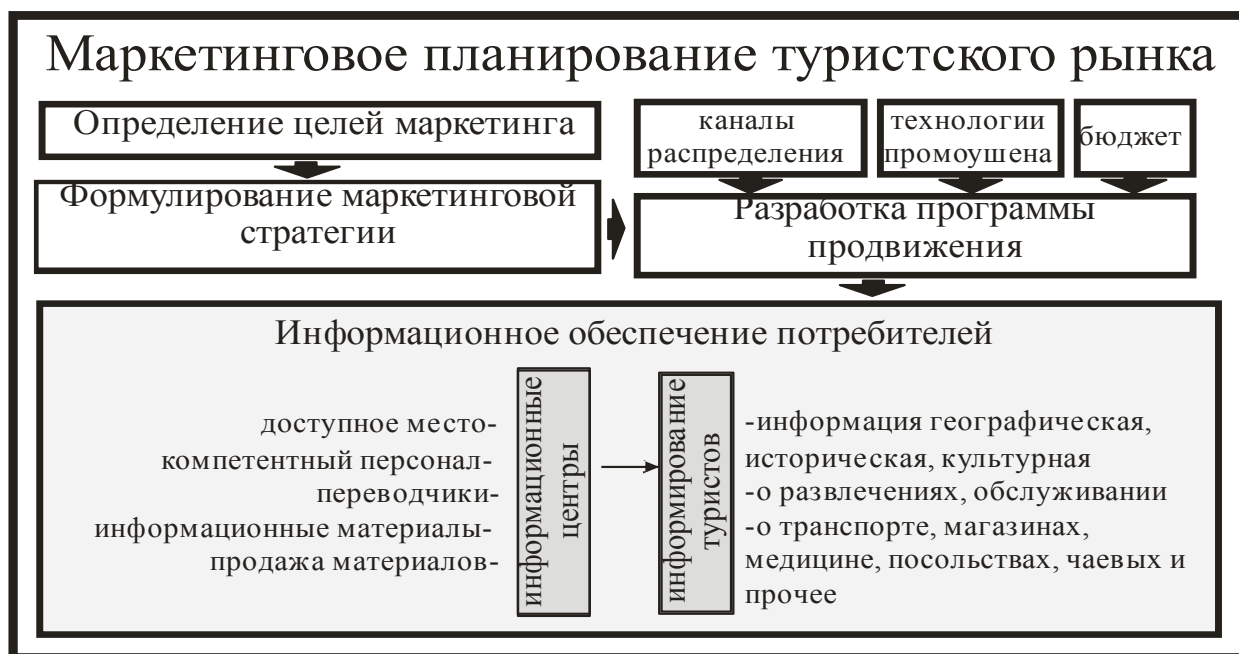 Маркетинговое планирование туристского рынка
Определение целей маркетинга
Формулирование маркетинговой
стратегии
каналы
распределения
технологии
промоушена
бюджет
Разработка программы
продвижения
Информационное обеспечение потребителей
доступное место-
компетентный персонал-
переводчики-
информационные материалы-
продажа материалов-
информационные
центры
информирование
туристов
-информация географическая,
историческая, культурная
-о развлечениях, обслуживании
-о транспорте, магазинах,
медицине, посольствах, чаевых и
прочее